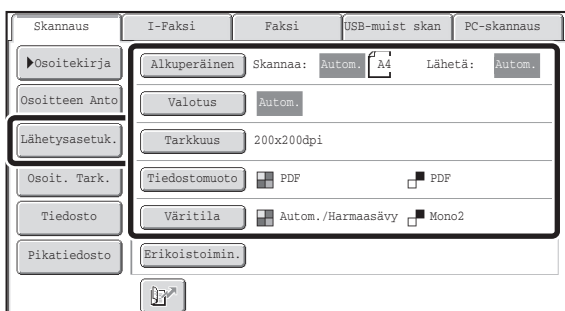 Skannaus I-Faksi Faksi USB-muist skan PC-skannaus
Osoitekirja
Alkuperäinen Skannaa: Autom. A4 Lähetä: Autom.
Osoitteen Anto
Valotus Autom.
Lähetysasetuk.
Tarkkuus 200x200dpi
Osoit. Tark.
Tiedostomuoto PDF PDF
Tiedosto
Väritila Autom./Harmaasävy Mono2
Pikatiedosto
Erikoistoimin.